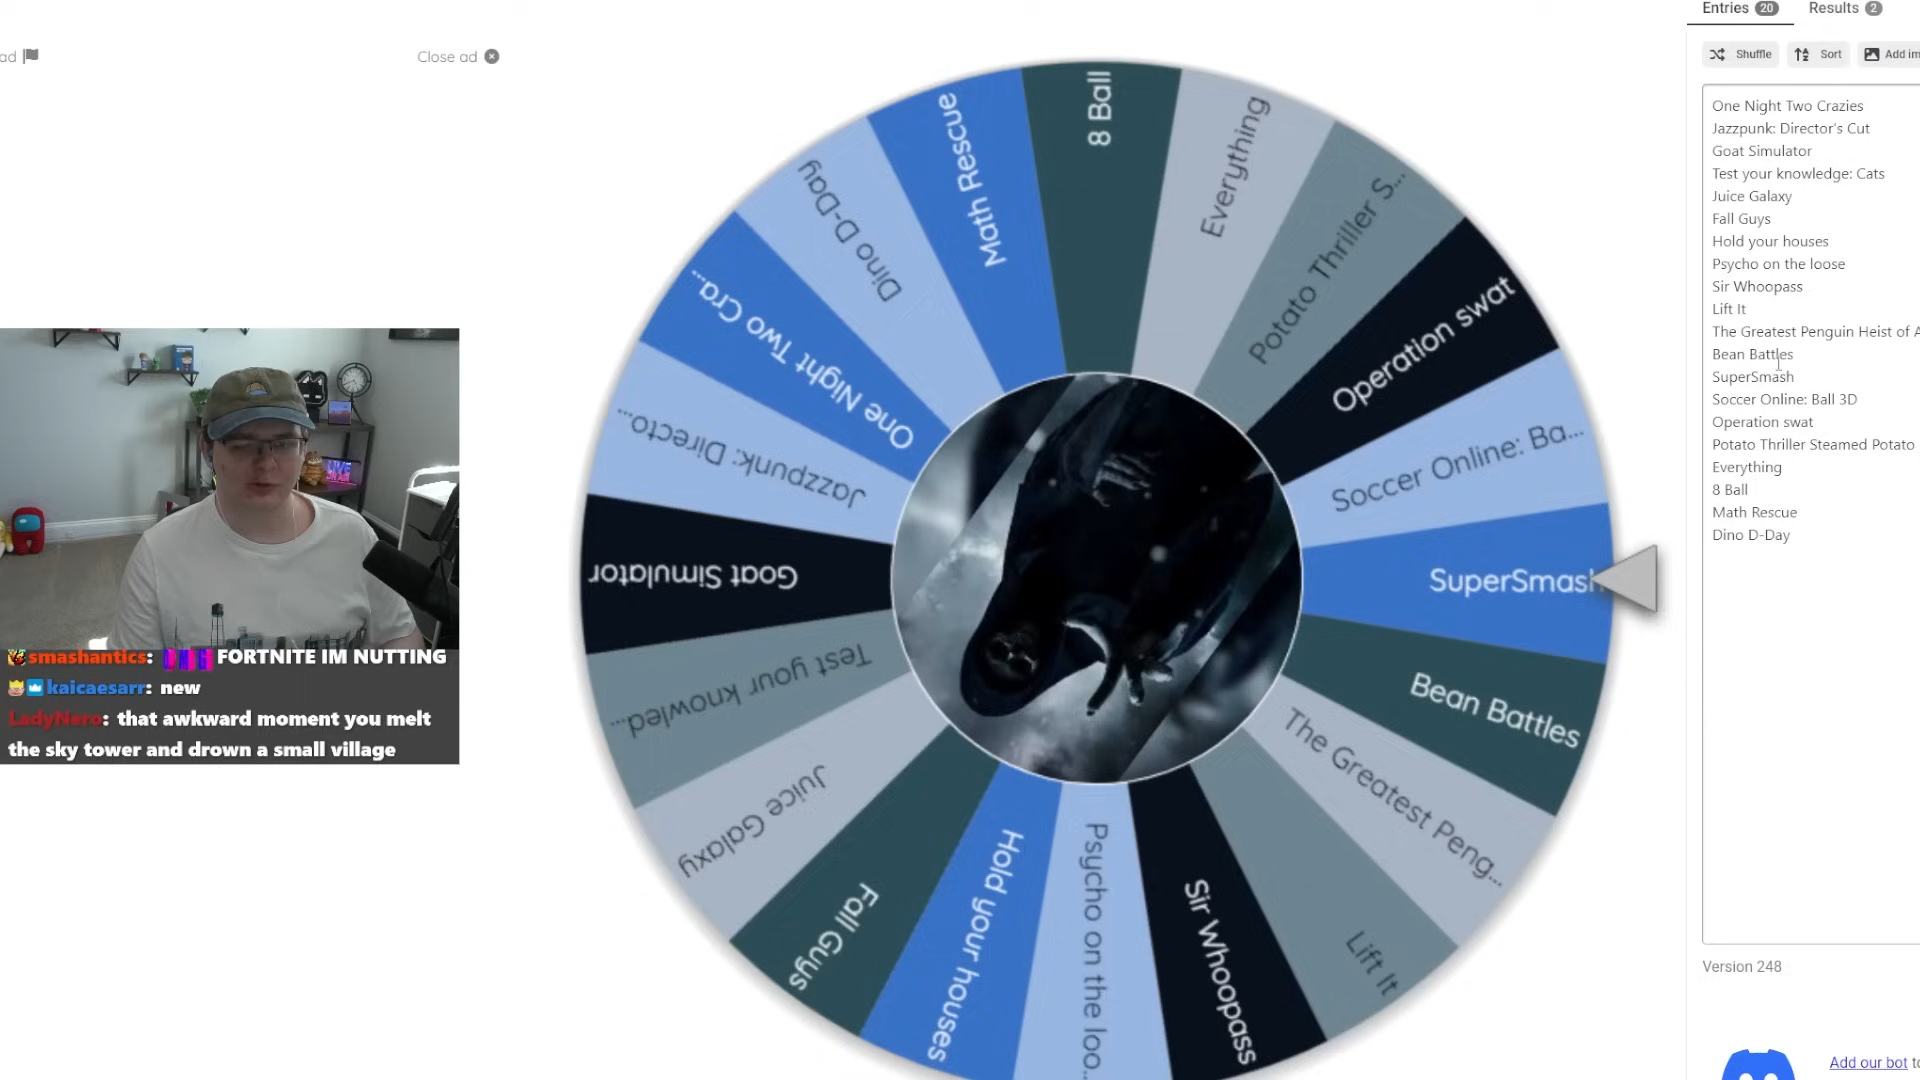 ad
Close ad
Entries 20
Results 2
Shuffle
Sort
Add im
One Night Two Crazies
Jazzpunk: Director's Cut
Goat Simulator
Test your knowledge: Cats
Juice Galaxy
Fall Guys
Hold your houses
Psycho on the loose
Sir Whoopass
Lift It
The Greatest Penguin Heist of A
Bean Battles
SuperSmash
Soccer Online: Ball 3D
Operation swat
Potato Thriller Steamed Potato
Everything
8 Ball
Math Rescue
Dino D-Day
Version 248
Add our bot to
8 Ball
Everything
Potato Thriller S...
Operation swat
Soccer Online: Ba...
SuperSmash
Bean Battles
The Greatest Peng...
Lift It
Sir Whoopass
Psycho on the loo...
Hold your houses
Fall Guys
Juice Galaxy
Test your knowled...
Goat Simulator
Jazzpunk: Directo...
One Night Two Cra...
Dino D-Day
Math Rescue
smashantics: OMG FORTNITE IM NUTTING
kaicaesarr: new
LadyNero: that awkward moment you melt
the sky tower and drown a small village